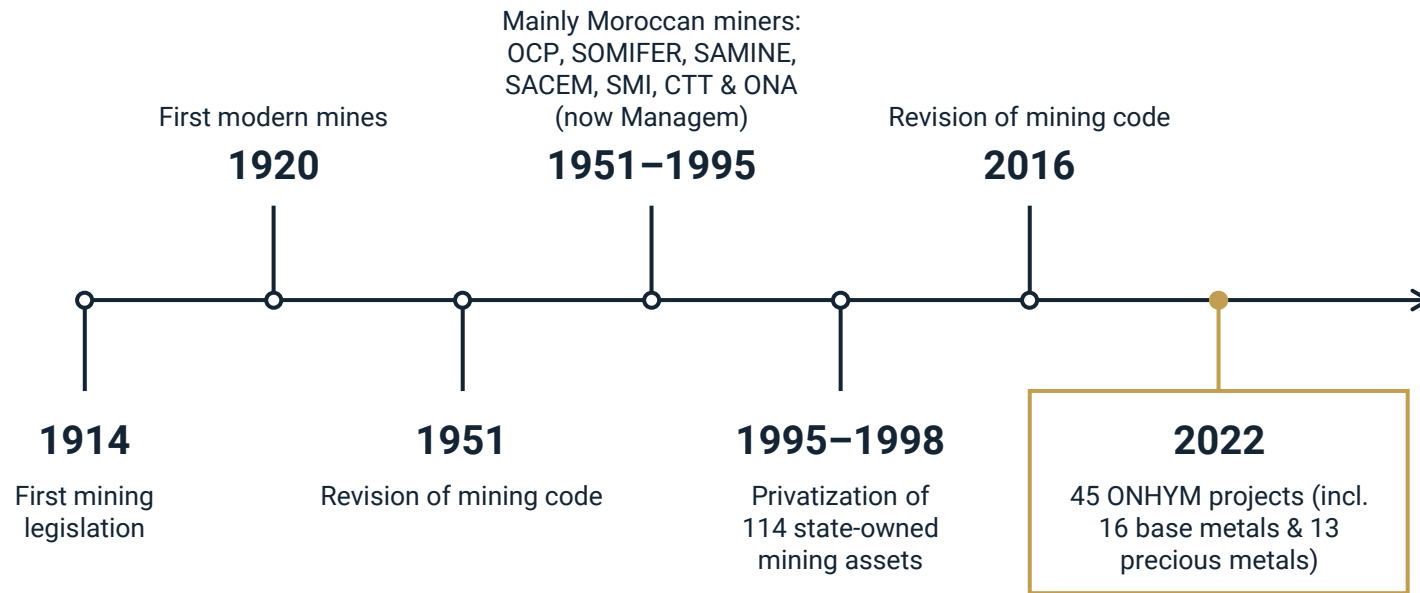 Mainly Moroccan miners:
OCP, SOMIFER, SAMINE,
SACEM, SMI, CTT & ONA
(now Managem)
1951–1995
First modern mines
1920
Revision of mining code
2016
1914
First mining
legislation
1951
Revision of mining code
1995–1998
Privatization of
114 state-owned
mining assets
2022
45 ONHYM projects (incl.
16 base metals & 13
precious metals)